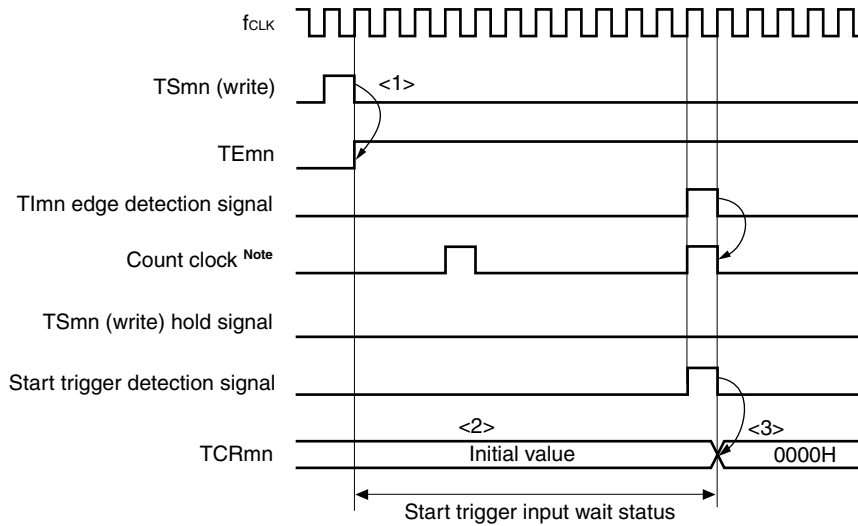 fCLK
TSmn (write)
<1>
TEmn
TImn edge detection signal
Count clock Note
TSmn (write) hold signal
Start trigger detection signal
<2>
<3>
TCRmn
Initial value
0000H
Start trigger input wait status